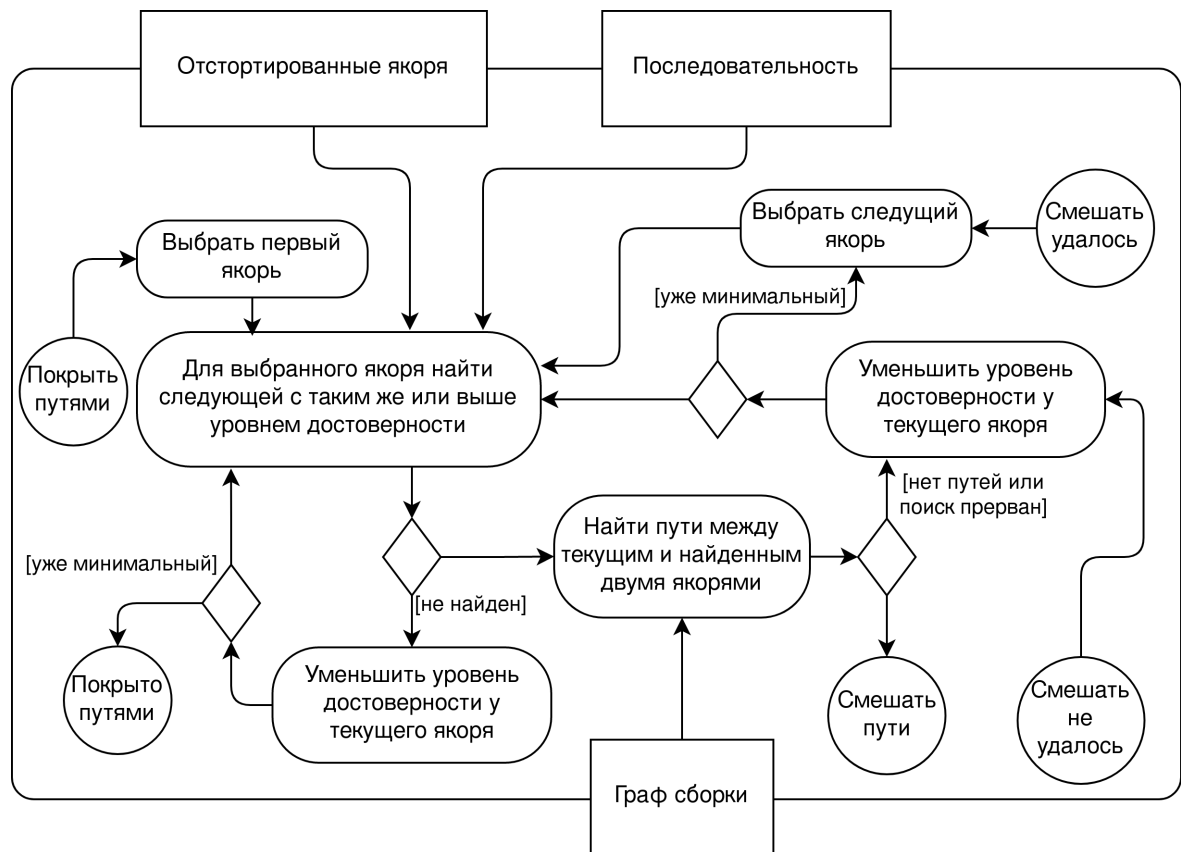 Отстортированные якоря
Последовательность
Выбрать первый
якорь
Выбрать следущий
якорь
Смешать
удалось
[уже минимальный]
Покрыть
путями
Для выбранного якоря найти
следующей с таким же или выше
уровнем достоверности
Уменьшить уровень
достоверности у
текущего якоря
[нет путей или
поиск прерван]
Найти пути между
текущим и найденным
двумя якорями
[уже минимальный]
[не найден]
Покрыто
путями
Уменьшить уровень
достоверности у
текущего якоря
Смешать
пути
Смешать
не
удалось
Граф сборки